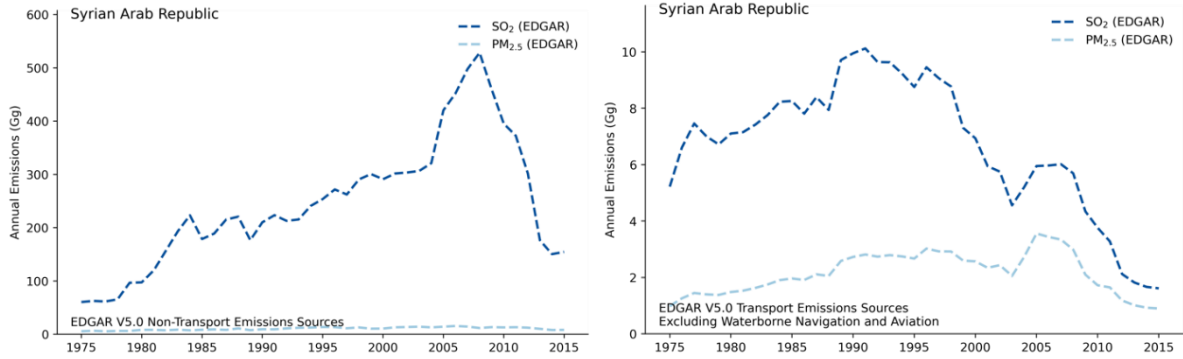 Syrian Arab Republic
600
500
400
300
200
100
0
Annual Emissions (Gg)
SO₂ (EDGAR)
PM₂.₅ (EDGAR)
EDGAR V5.0 Non-Transport Emissions Sources
1975 1980 1985 1990 1995 2000 2005 2010 2015
Syrian Arab Republic
10
8
6
4
2
0
Annual Emissions (Gg)
SO₂ (EDGAR)
PM₂.₅ (EDGAR)
EDGAR V5.0 Transport Emissions Sources
Excluding Waterborne Navigation and Aviation
1975 1980 1985 1990 1995 2000 2005 2010 2015